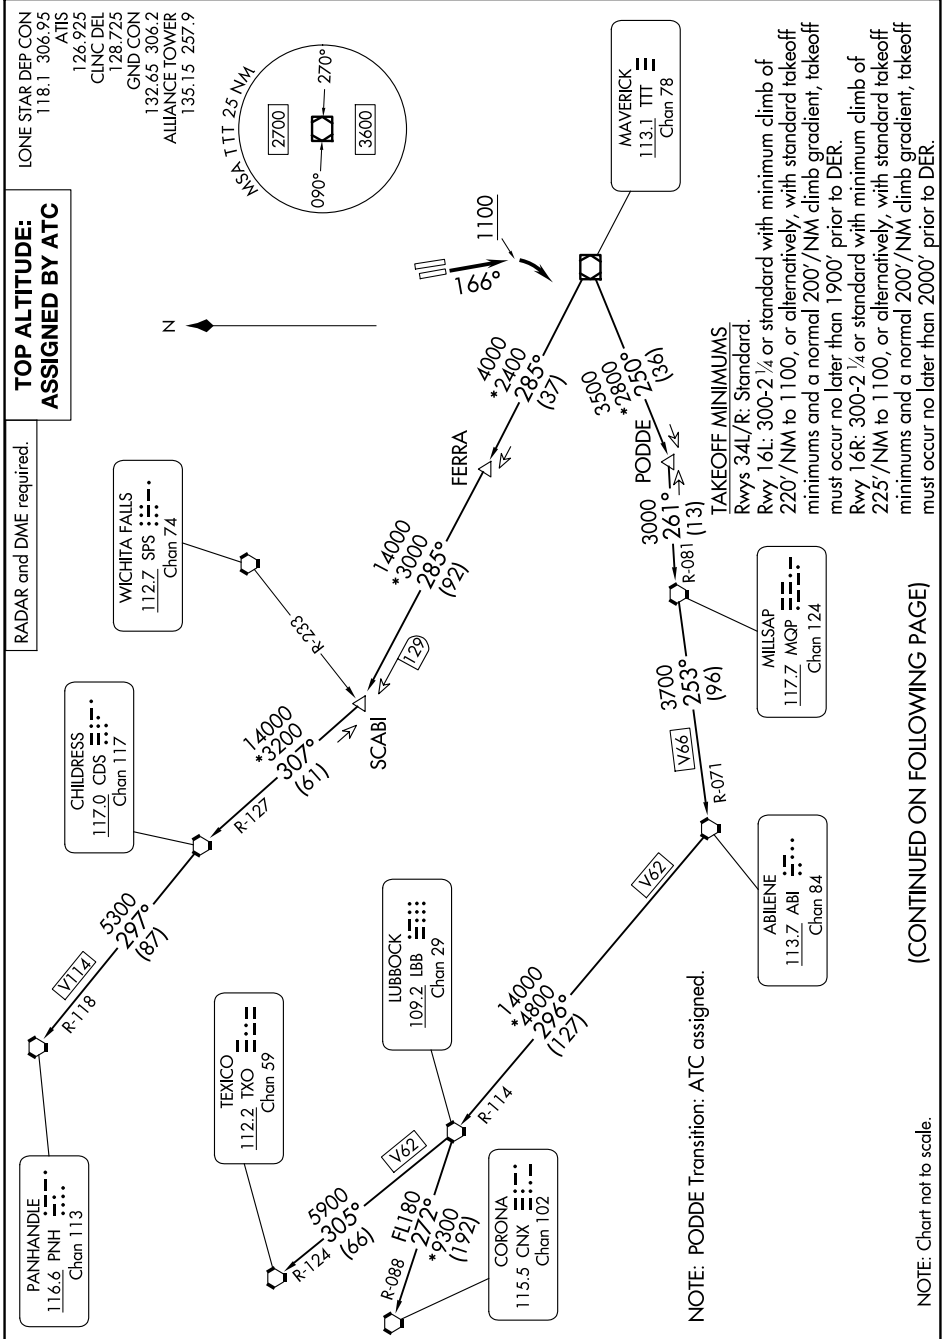 RADAR and DME required.
TOP ALTITUDE:
ASSIGNED BY ATC
LONE STAR DEP CON
118.1 306.95
ATIS
126.925
CLNC DEL
128.725
GND CON
132.65 306.2
ALLIANCE TOWER
135.15 257.9
MSA TTT 25 NM
2700
090°
270°
3600
N
PANHANDLE
116.6 PNH
Chan 113
R-118
V114
5300
297°
(87)
CHILDRESS
117.0 CDS
Chan 117
R-127
14000
*3200
307°
(61)
WICHITA FALLS
112.7 SPS
Chan 74
R-233
SCABI
129
14000
*3000
285°
(92)
FERRA
4000
*2400
285°
(37)
166°
1100
MAVERICK
113.1 TTT
Chan 78
TEXICO
112.2 TXO
Chan 59
R-124
5900
305°
(66)
V62
LUBBOCK
109.2 LBB
Chan 29
R-088
FL180
272°
*9300
(192)
CORONA
115.5 CNX
Chan 102
R-114
14000
*4800
296°
(127)
V62
ABILENE
113.7 ABI
Chan 84
R-071
V66
3700
253°
(96)
MILLSAP
117.7 MQP
Chan 124
R-081
3000
261°
(13)
PODDE
3500
*2800
250°
(36)
NOTE: PODDE Transition: ATC assigned.
TAKEOFF MINIMUMS
Rwys 34L/R: Standard.
Rwy 16L: 300-2 ¼ or standard with minimum climb of
220'/NM to 1100, or alternatively, with standard takeoff
minimums and a normal 200'/NM climb gradient, takeoff
must occur no later than 1900' prior to DER.
Rwy 16R: 300-2 ¼ or standard with minimum climb of
225'/NM to 1100, or alternatively, with standard takeoff
minimums and a normal 200'/NM climb gradient, takeoff
must occur no later than 2000' prior to DER.
NOTE: Chart not to scale.
(CONTINUED ON FOLLOWING PAGE)